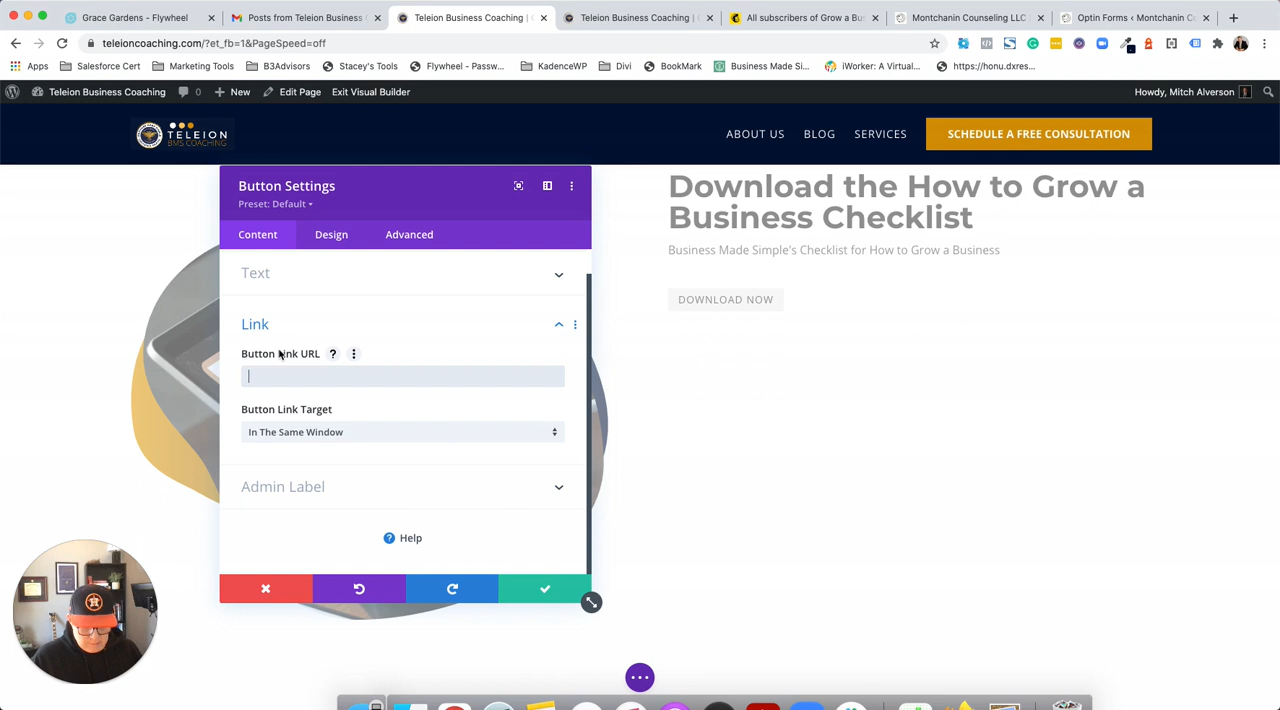 Grace Gardens - Flywheel
Posts from Teleion Business C
Teleion Business Coaching | C
Teleion Business Coaching | C
All subscribers of Grow a Bus
Montchanin Counseling LLC
Optin Forms ‹ Montchanin Co
teleioncoaching.com/?et_fb=1&PageSpeed=off
Apps
Salesforce Cert
Marketing Tools
B3Advisors
Stacey's Tools
Flywheel - Passw...
KadenceWP
Divi
BookMark
Business Made Si...
iWorker: A Virtual...
https://honu.dxres...
Teleion Business Coaching
0
New
Edit Page
Exit Visual Builder
Howdy, Mitch Alverson
TELEION
BMS COACHING
ABOUT US
BLOG
SERVICES
SCHEDULE A FREE CONSULTATION
Button Settings
Preset: Default
Content
Design
Advanced
Text
Link
Button Link URL
Button Link Target
In The Same Window
Admin Label
Help
Download the How to Grow a
Business Checklist
Business Made Simple's Checklist for How to Grow a Business
DOWNLOAD NOW